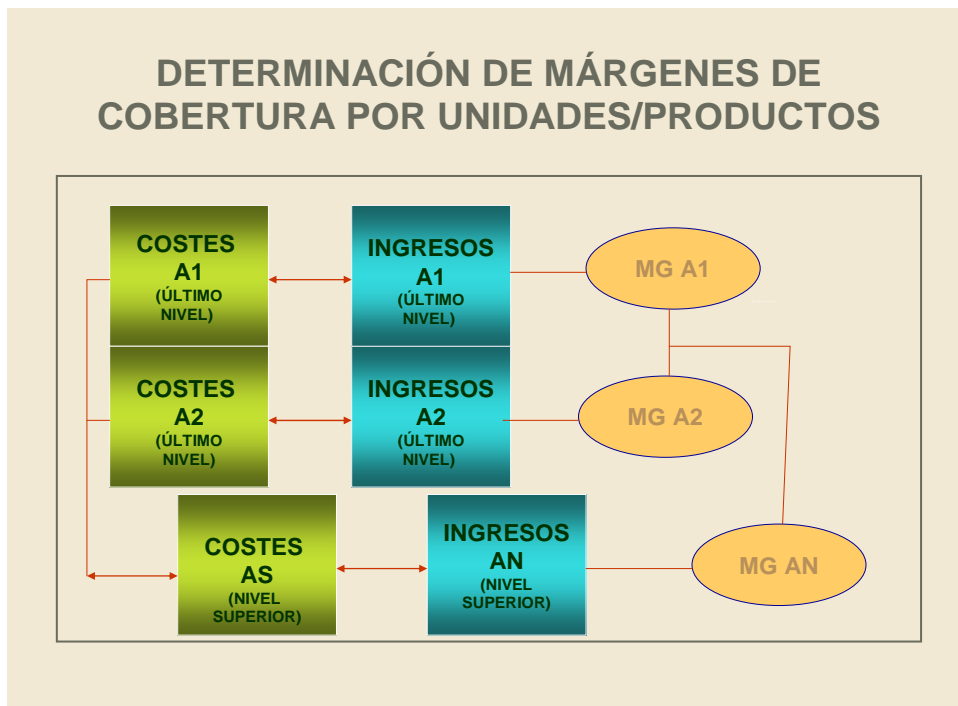 DETERMINACIÓN DE MÁRGENES DE
COBERTURA POR UNIDADES/PRODUCTOS
COSTES
A1
(ÚLTIMO
NIVEL)
INGRESOS
A1
(ÚLTIMO
NIVEL)
MG A1
COSTES
A2
(ÚLTIMO
NIVEL)
INGRESOS
A2
(ÚLTIMO
NIVEL)
MG A2
COSTES
AS
(NIVEL
SUPERIOR)
INGRESOS
AN
(NIVEL
SUPERIOR)
MG AN